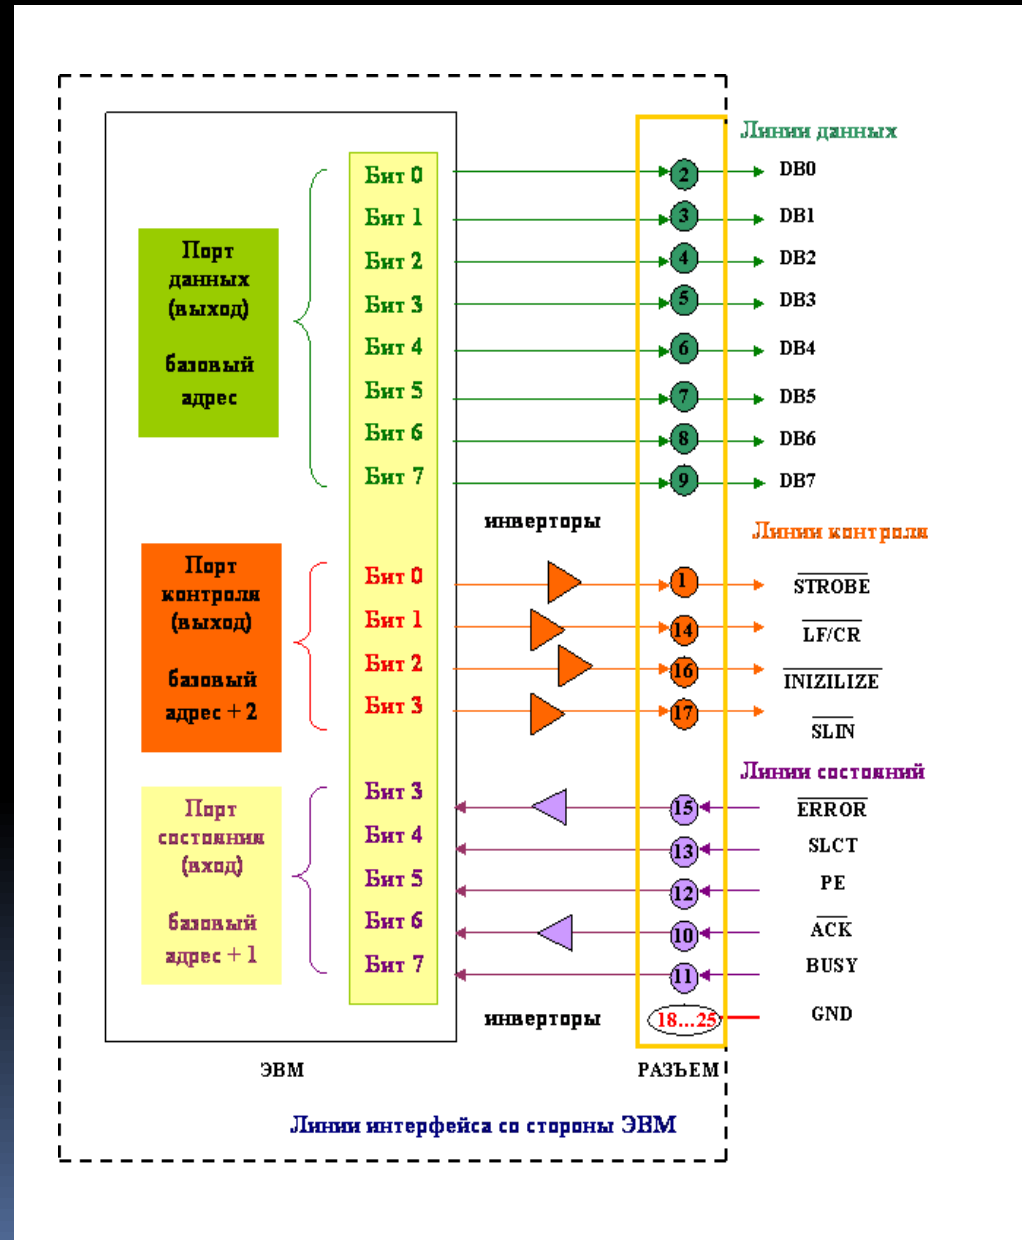 Линии данных
Порт
данных
(выход)
базовый
адрес
Бит 0
Бит 1
Бит 2
Бит 3
Бит 4
Бит 5
Бит 6
Бит 7
2
3
4
5
6
7
8
9
DB0
DB1
DB2
DB3
DB4
DB5
DB6
DB7
инверторы
Линии контроля
Порт
контроля
(выход)
базовый
адрес + 2
Бит 0
Бит 1
Бит 2
Бит 3
1
14
16
17
STROBE
LF/CR
INIZILIZE
SLIN
Линии состояний
Порт
состояния
(вход)
базовый
адрес + 1
Бит 3
Бит 4
Бит 5
Бит 6
Бит 7
15
13
12
10
11
ERROR
SLCT
PE
ACK
BUSY
инверторы
18...25
GND
ЭВМ
РАЗЪЕМ
Линии интерфейса со стороны ЭВМ